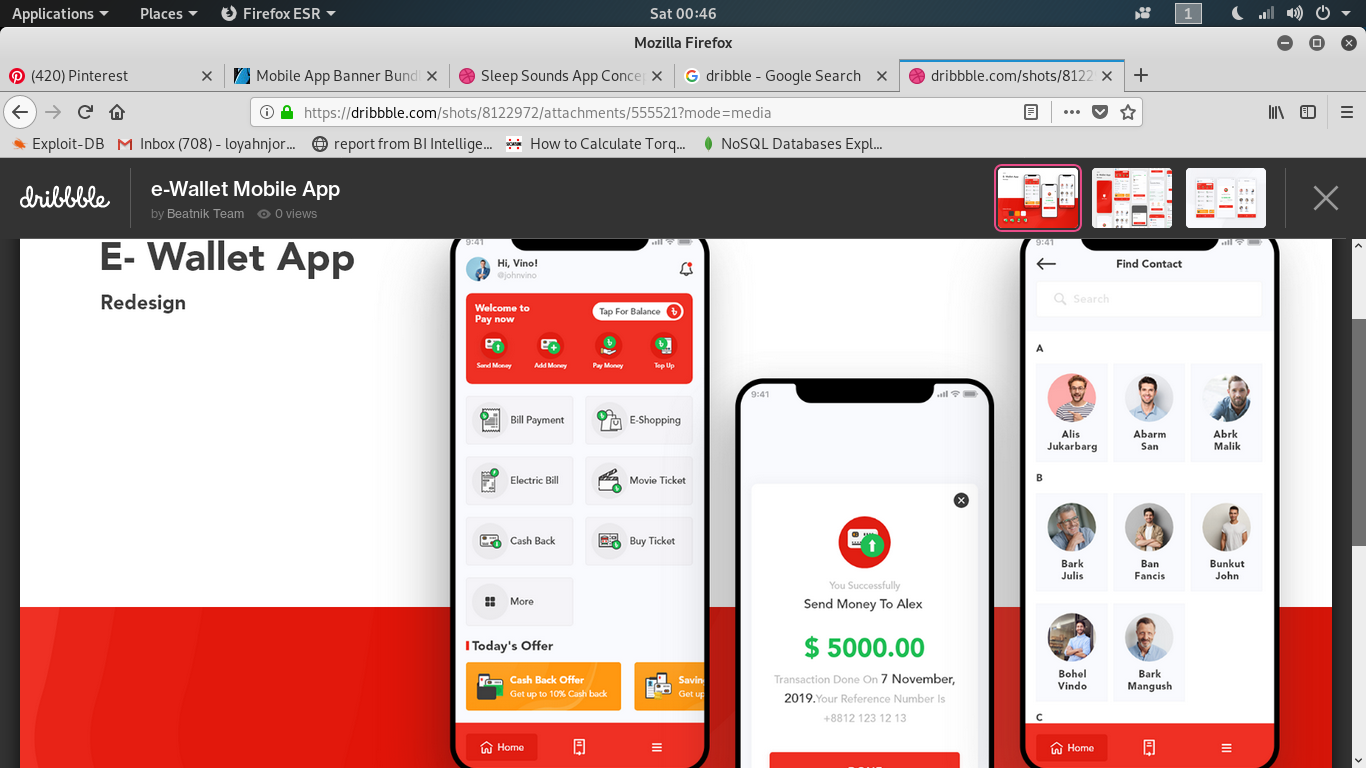 Applications Places Firefox ESR Sat 00:46 1
Mozilla Firefox
(420) Pinterest Mobile App Banner Bundl Sleep Sounds App Concep dribble - Google Search dribbble.com/shots/8122
https://dribbble.com/shots/8122972/attachments/555521?mode=media
Exploit-DB Inbox (708) - loyahnjor... report from BI Intellige... How to Calculate Torq... NoSQL Databases Expl...
dribbble
e-Wallet Mobile App
by Beatnik Team 0 views
E- Wallet App
Redesign
9:41
Hi, Vino!
@johnvino
Welcome to
Pay now
Tap For Balance
Send Money Add Money Pay Money Top Up
Bill Payment E-Shopping
Electric Bill Movie Ticket
Cash Back Buy Ticket
More
Today's Offer
Cash Back Offer
Get up to 10% Cash back
Savin
Get up
Home
9:41
You Successfully
Send Money To Alex
$ 5000.00
Transaction Done On 7 November,
2019.Your Reference Number Is
+8812 123 12 13
9:41
Find Contact
Search
A
Alis
Jukarbarg
Abarm
San
Abrk
Malik
B
Bark
Julis
Ban
Fancis
Bunkut
John
Bohel
Vindo
Bark
Mangush
C
Home